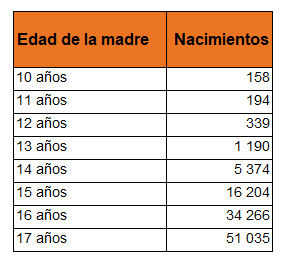 Edad de la madre Nacimientos
10 años 158
11 años 194
12 años 339
13 años 1 190
14 años 5 374
15 años 16 204
16 años 34 266
17 años 51 035